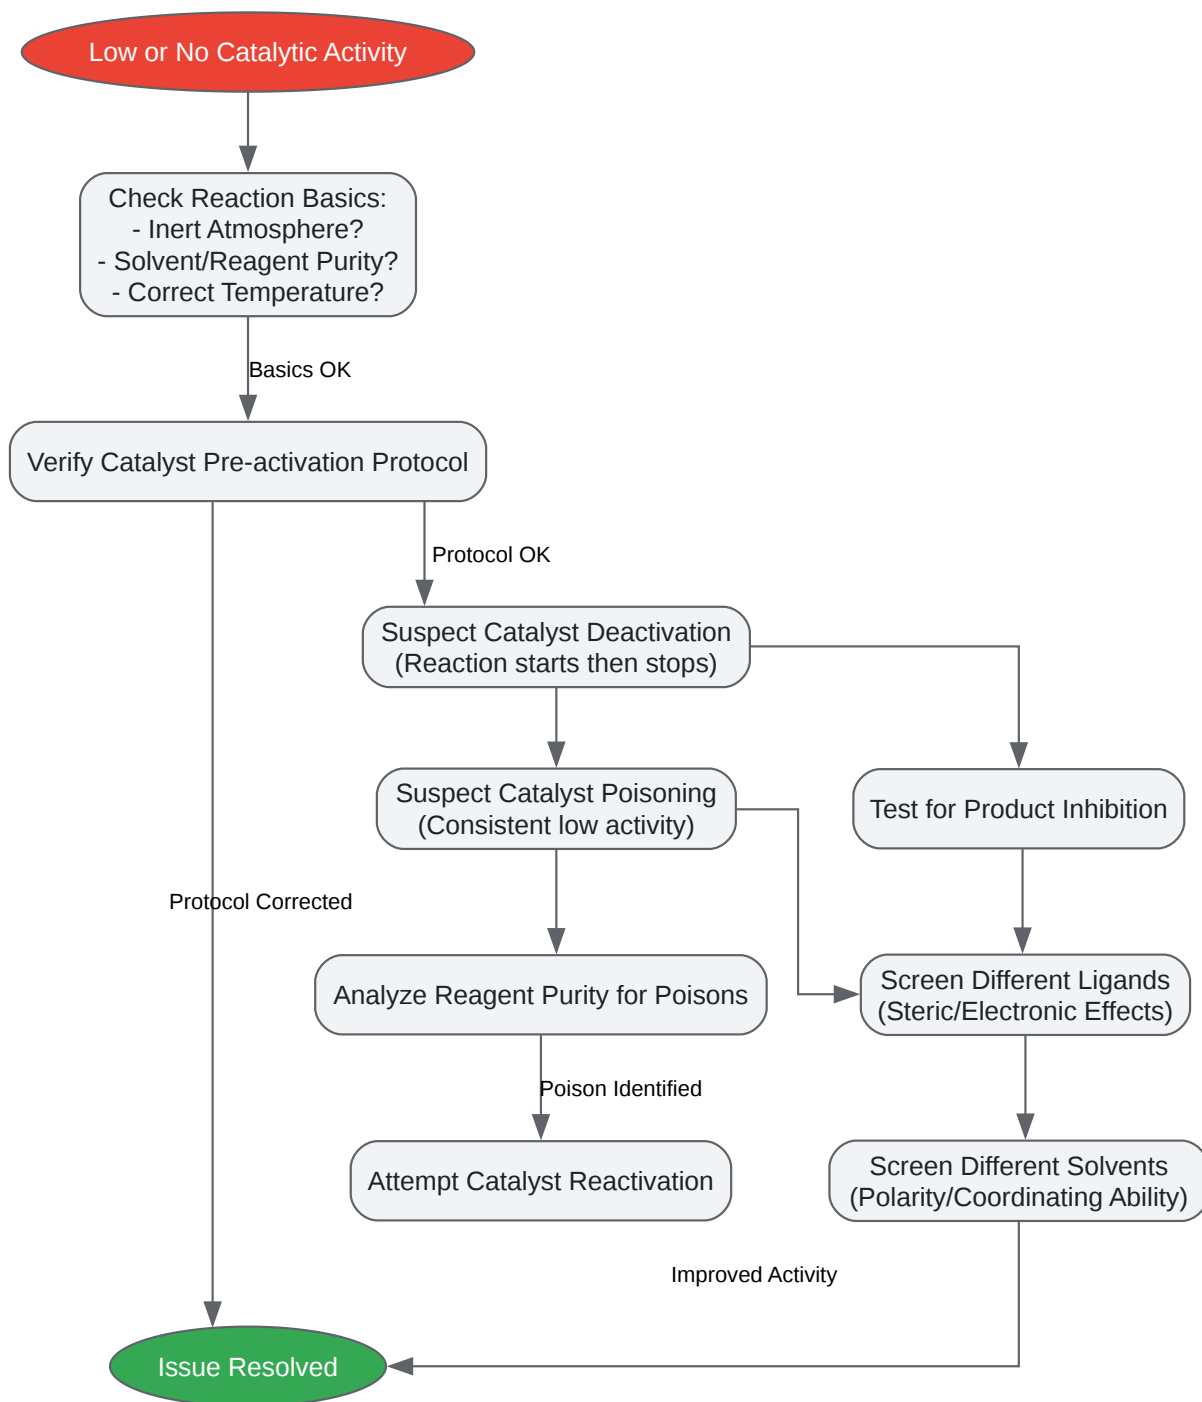 Low or No Catalytic Activity
Check Reaction Basics:
- Inert Atmosphere?
- Solvent/Reagent Purity?
- Correct Temperature?
Basics OK
Verify Catalyst Pre-activation Protocol
Protocol OK
Suspect Catalyst Deactivation
(Reaction starts then stops)
Suspect Catalyst Poisoning
(Consistent low activity)
Test for Product Inhibition
Protocol Corrected
Analyze Reagent Purity for Poisons
Screen Different Ligands
(Steric/Electronic Effects)
Poison Identified
Attempt Catalyst Reactivation
Screen Different Solvents
(Polarity/Coordinating Ability)
Improved Activity
Issue Resolved